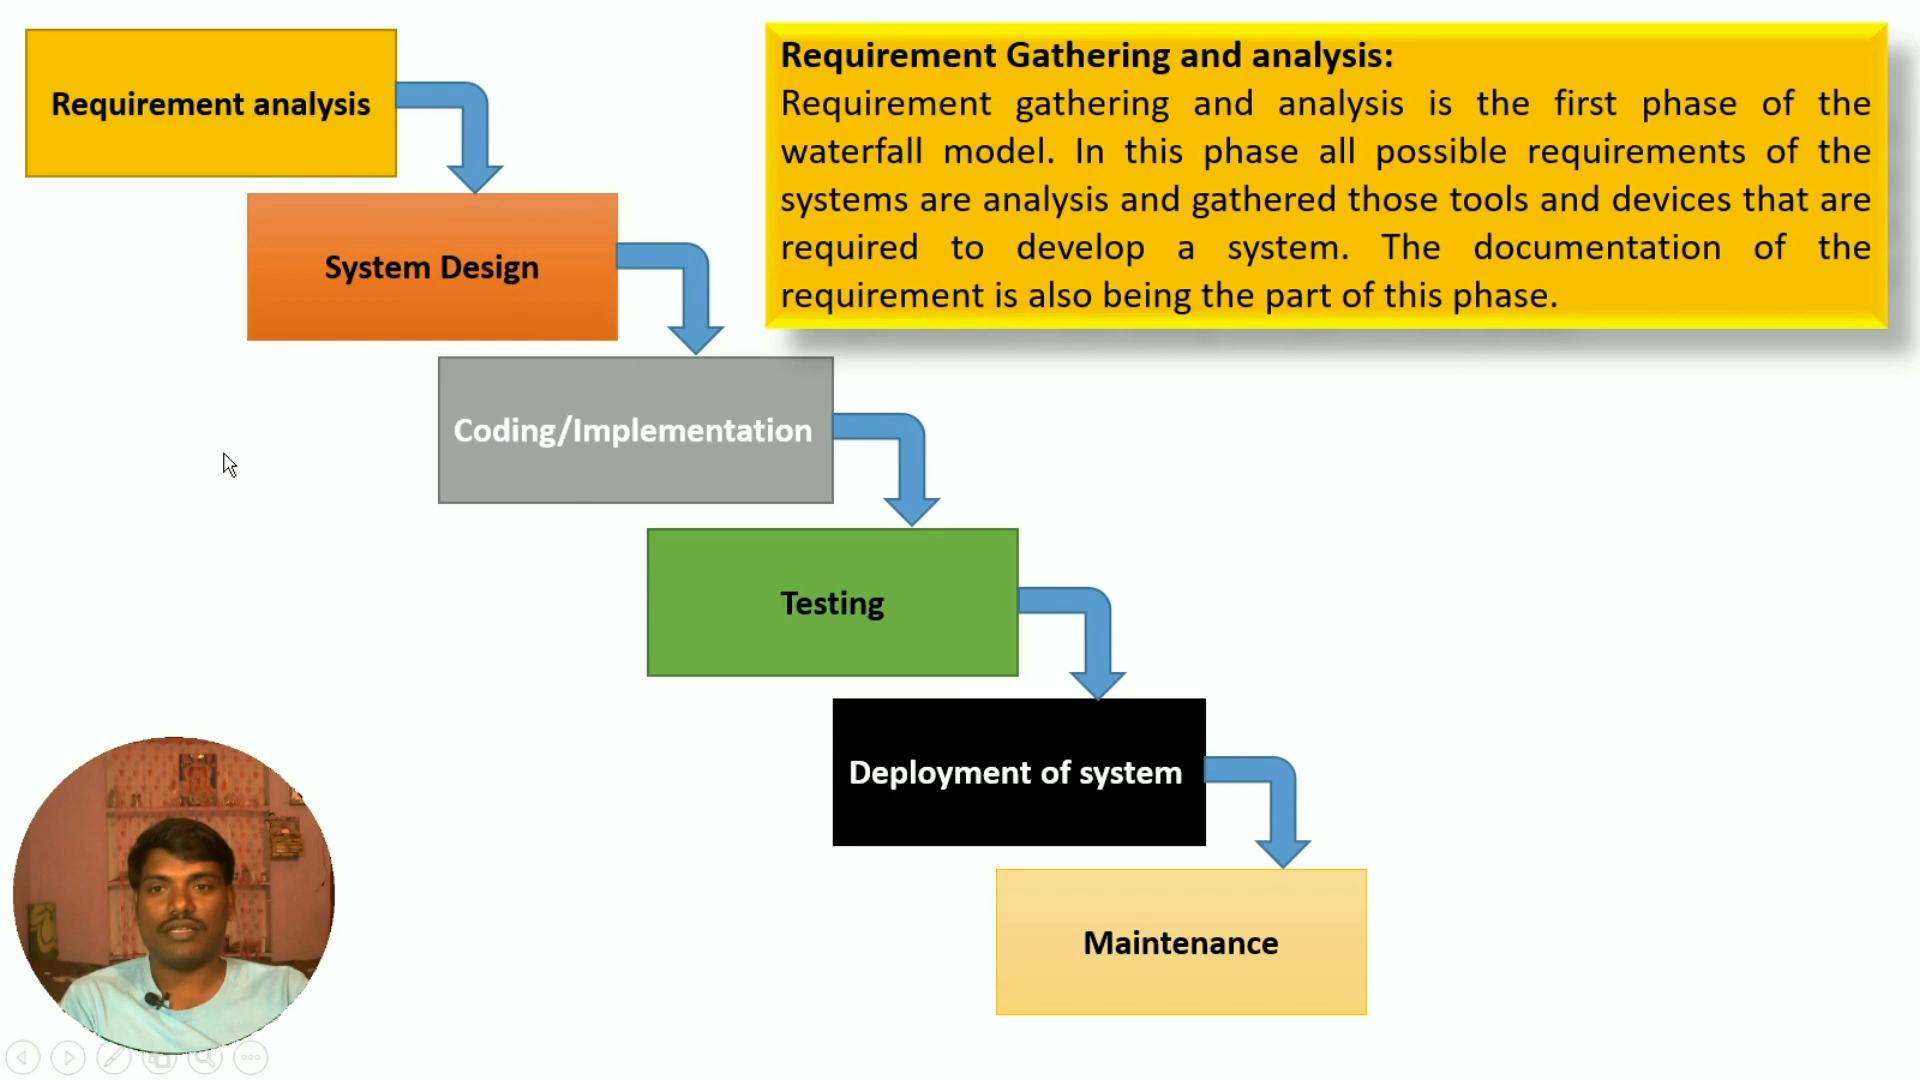 Requirement analysis
Requirement Gathering and analysis:
Requirement gathering and analysis is the first phase of the
waterfall model. In this phase all possible requirements of the
systems are analysis and gathered those tools and devices that are
required to develop a system. The documentation of the
requirement is also being the part of this phase.
System Design
Coding/Implementation
Testing
Deployment of system
Maintenance